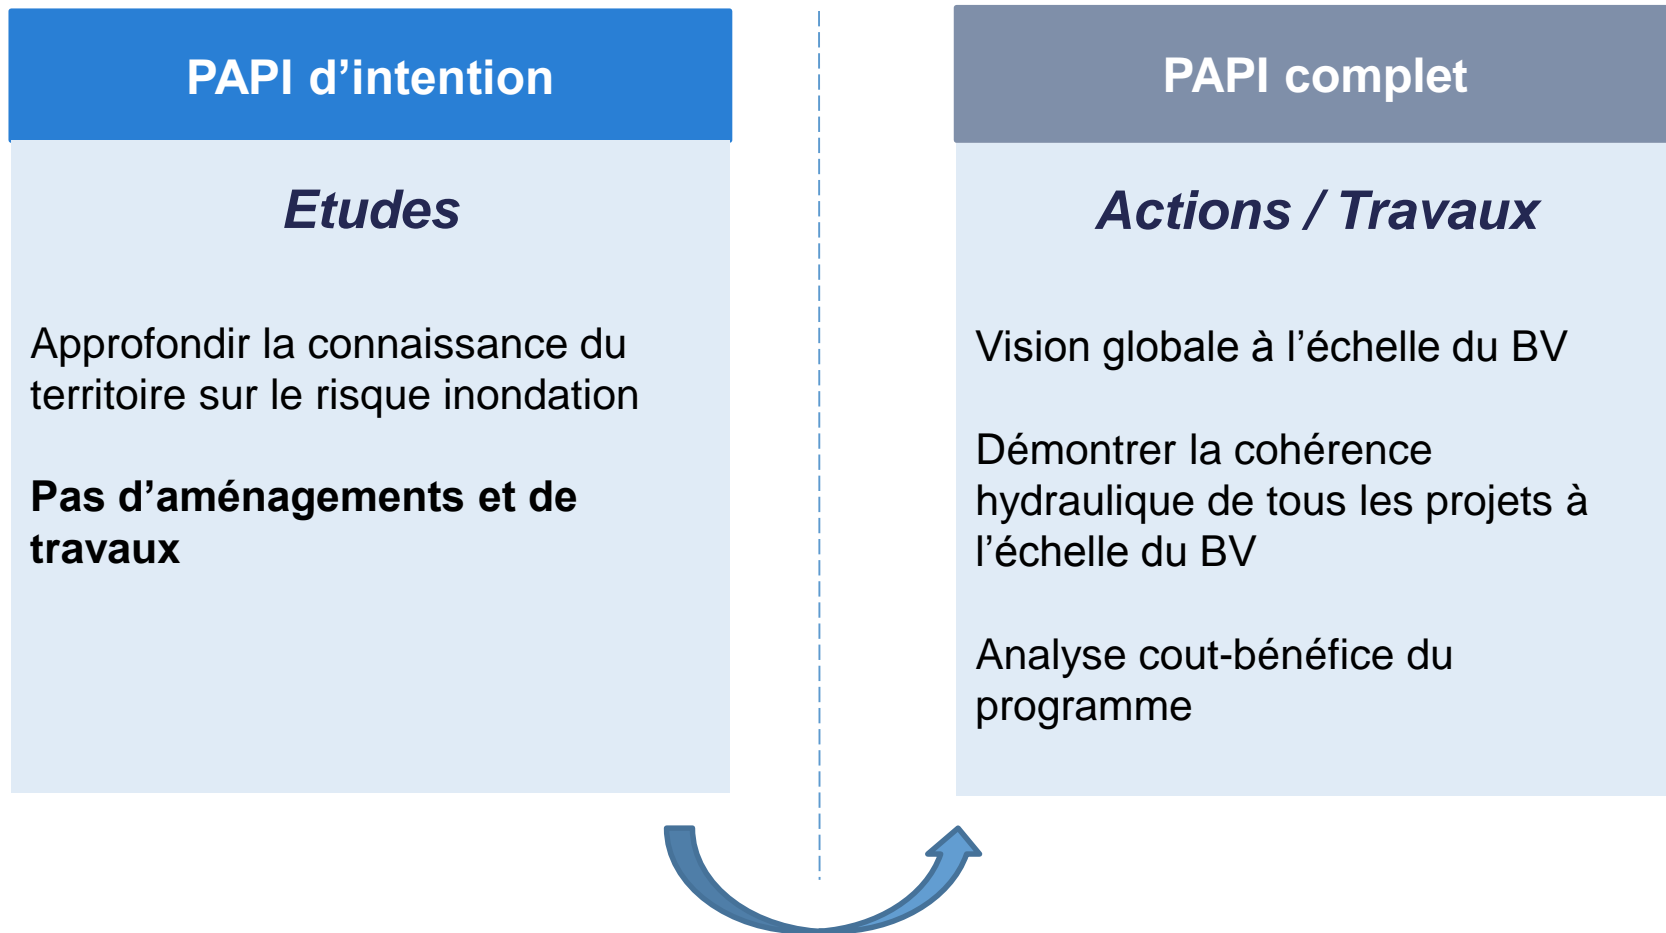 PAPI d’intention
Etudes
Approfondir la connaissance du
territoire sur le risque inondation
Pas d’aménagements et de
travaux
PAPI complet
Actions / Travaux
Vision globale à l’échelle du BV
Démontrer la cohérence
hydraulique de tous les projets à
l’échelle du BV
Analyse cout-bénéfice du
programme